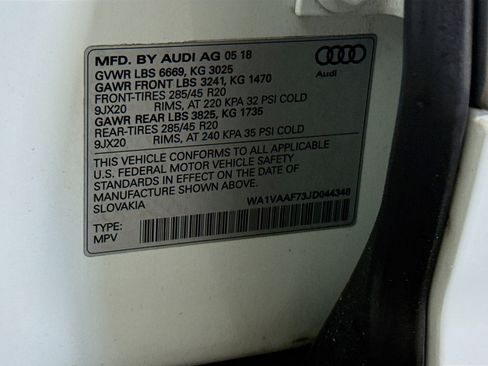 MFD. BY AUDI AG 05 18
GVWR LBS 6669, KG 3025
GAWR FRONT LBS 3241, KG 1470
FRONT-TIRES 285/45 R20
9JX20 RIMS, AT 220 KPA 32 PSI COLD
GAWR REAR LBS 3825, KG 1735
REAR-TIRES 285/45 R20
9JX20 RIMS, AT 240 KPA 35 PSI COLD
THIS VEHICLE CONFORMS TO ALL APPLICABLE
U.S. FEDERAL MOTOR VEHICLE SAFETY
STANDARDS IN EFFECT ON THE DATE OF
MANUFACTURE SHOWN ABOVE
SLOVAKIA
WA1VAAF73JD044348
TYPE:
MPV
Audi